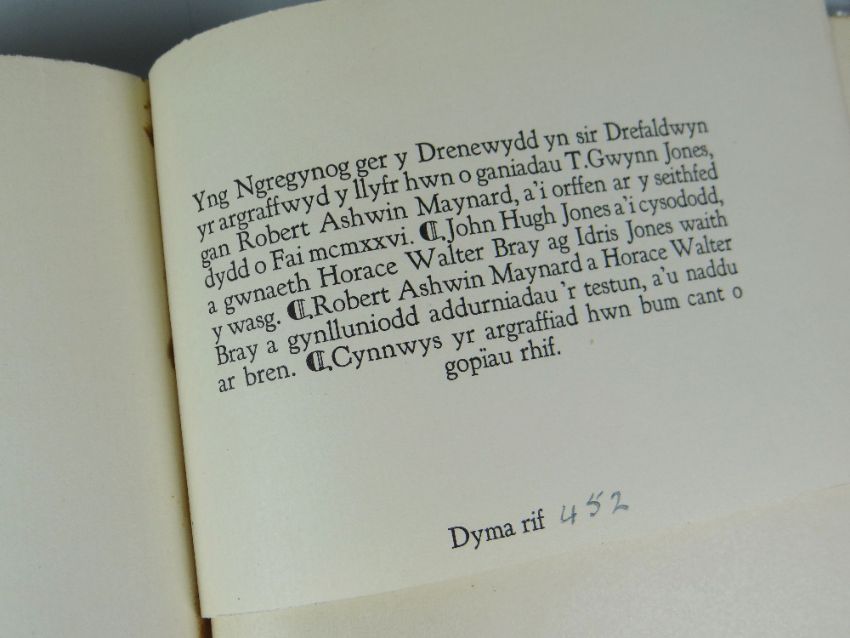 Yng Ngregynog ger y Drenewydd yn sir Drefaldwyn
yr argraffwyd y llyfr hwn o ganiadau T. Gwynn Jones,
gan Robert Ashwin Maynard, a'i orffen ar y seithfed
dydd o Fai mcmxxvi. ¶John Hugh Jones a'i cysododd,
a gwnaeth Horace Walter Bray ag Idris Jones waith
y wasg. ¶Robert Ashwin Maynard a Horace Walter
Bray a gynlluniodd addurniadau 'r testun, a'u naddu
ar bren. ¶Cynnwys yr argraffiad hwn bum cant o
gopïau rhif.
Dyma rif 452